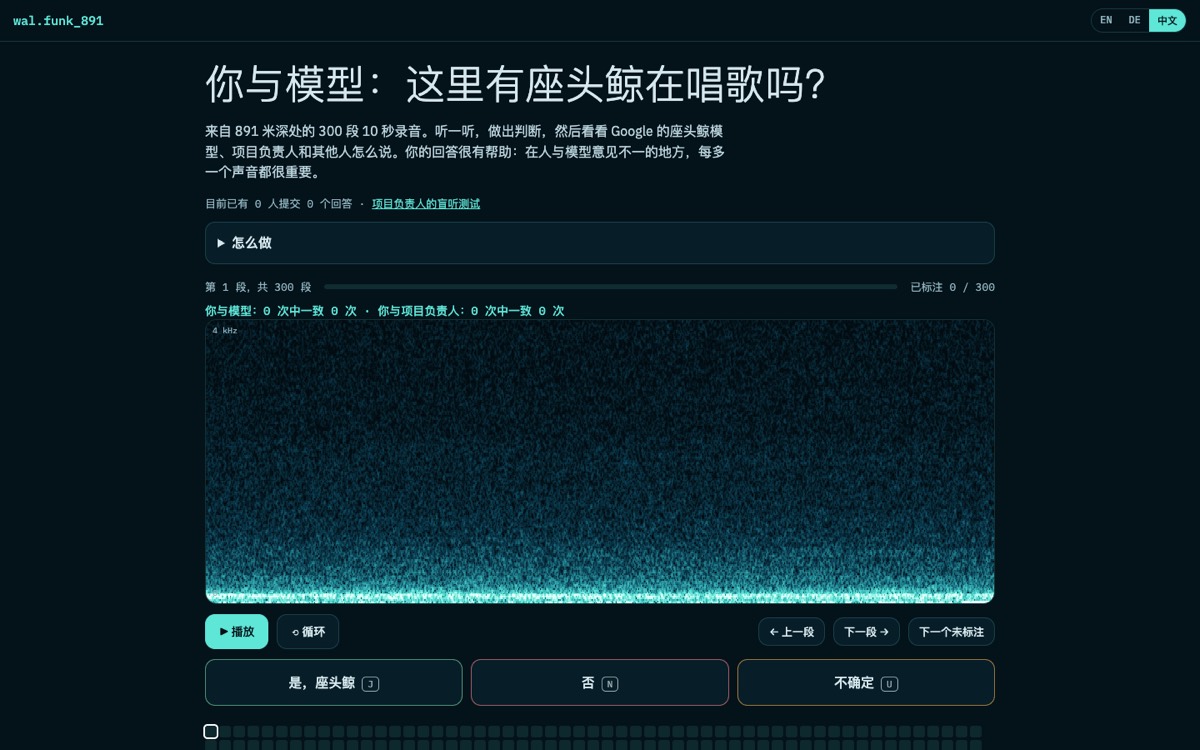 wal.funk_891
EN DE 中文
你与模型：这里有座头鲸在唱歌吗？
来自 891 米深处的 300 段 10 秒录音。听一听，做出判断，然后看看 Google 的座头鲸模
型、项目负责人和其他人怎么说。你的回答很有帮助：在人与模型意见不一的地方，每多
一个声音都很重要。
目前已有 0 人提交 0 个回答 · 项目负责人的盲听测试
▶ 怎么做
第 1 段，共 300 段 已标注 0 / 300
你与模型：0 次中一致 0 次 · 你与项目负责人：0 次中一致 0 次
4 kHz
▶ 播放 ⟲ 循环 ← 上一段 下一段 → 下一个未标注
是，座头鲸 J 否 N 不确定 U